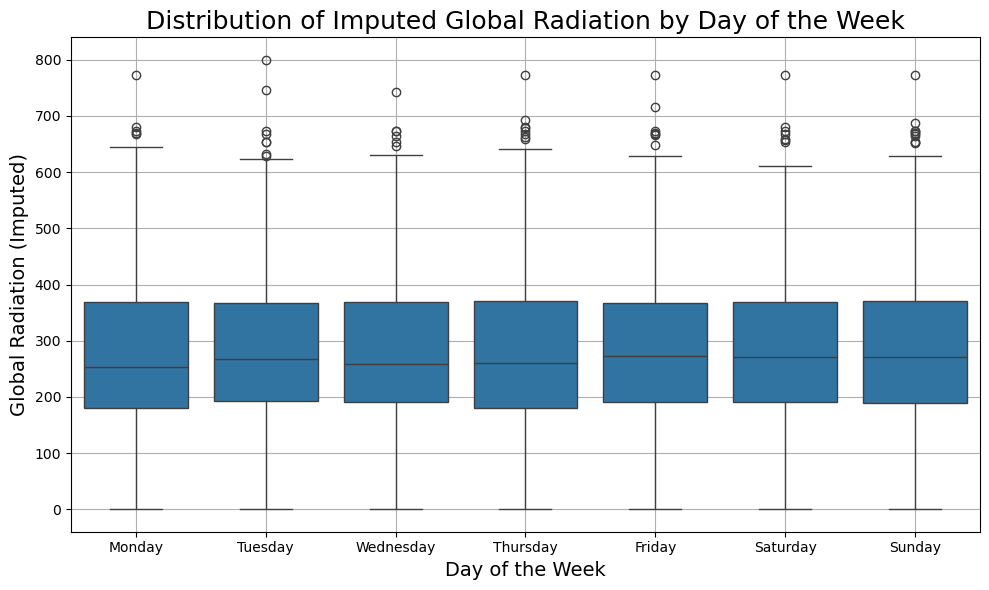 Distribution of Imputed Global Radiation by Day of the Week
Global Radiation (Imputed)
800
700
600
500
400
300
200
100
0
Monday Tuesday Wednesday Thursday Friday Saturday Sunday
Day of the Week